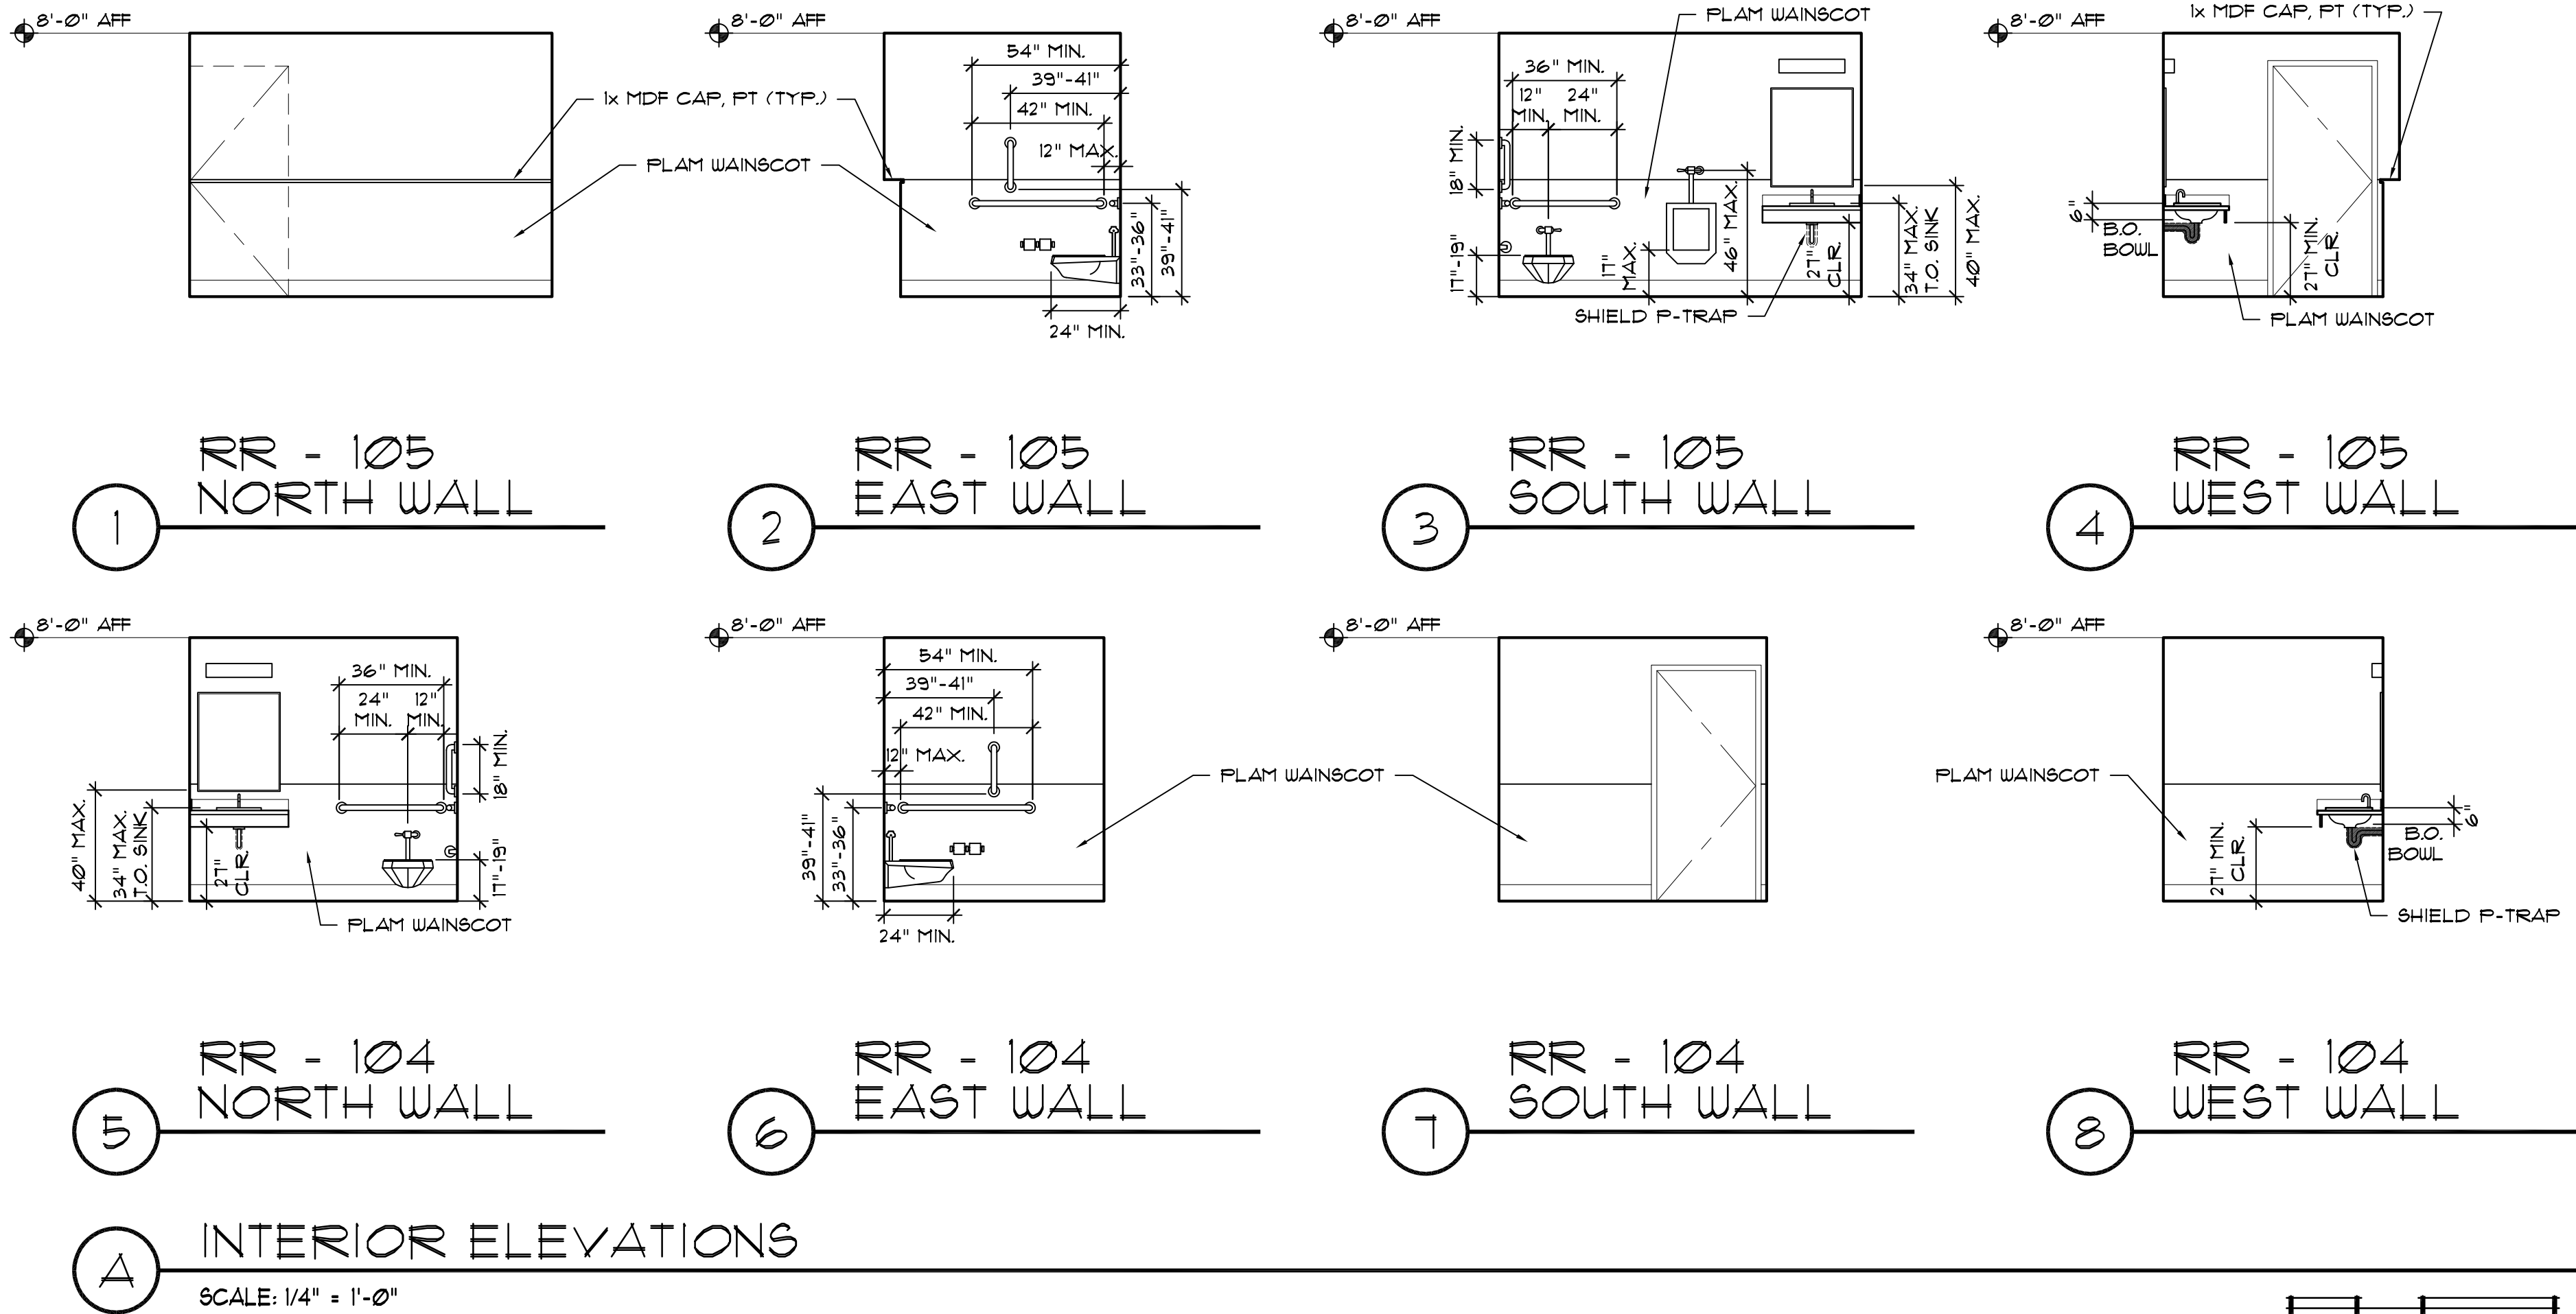 8'-0" AFF
1x MDF CAP, PT (TYP.)
PLAM WAINSCOT
RR - 105
NORTH WALL
1
8'-0" AFF
54" MIN.
39"-41"
42" MIN.
12" MAX.
33"-36"
39"-41"
24" MIN.
RR - 105
EAST WALL
2
8'-0" AFF
PLAM WAINSCOT
36" MIN.
12" 24"
MIN. MIN.
18" MIN.
17"-19"
17"
MAX.
46" MAX.
27"
CLR.
34" MAX.
T.O. SINK
40" MAX.
SHIELD P-TRAP
RR - 105
SOUTH WALL
3
8'-0" AFF
1x MDF CAP, PT (TYP.)
6"
B.O.
BOWL
27" MIN.
CLR.
PLAM WAINSCOT
RR - 105
WEST WALL
4
8'-0" AFF
36" MIN.
24" 12"
MIN. MIN.
18" MIN.
40" MAX.
34" MAX.
T.O. SINK
27"
CLR.
17"-19"
PLAM WAINSCOT
RR - 104
NORTH WALL
5
8'-0" AFF
54" MIN.
39"-41"
42" MIN.
12" MAX.
39"-41"
33"-36"
24" MIN.
PLAM WAINSCOT
RR - 104
EAST WALL
6
8'-0" AFF
RR - 104
SOUTH WALL
7
8'-0" AFF
PLAM WAINSCOT
6"
B.O.
BOWL
27" MIN.
CLR.
SHIELD P-TRAP
RR - 104
WEST WALL
8
A
INTERIOR ELEVATIONS
SCALE: 1/4" = 1'-0"